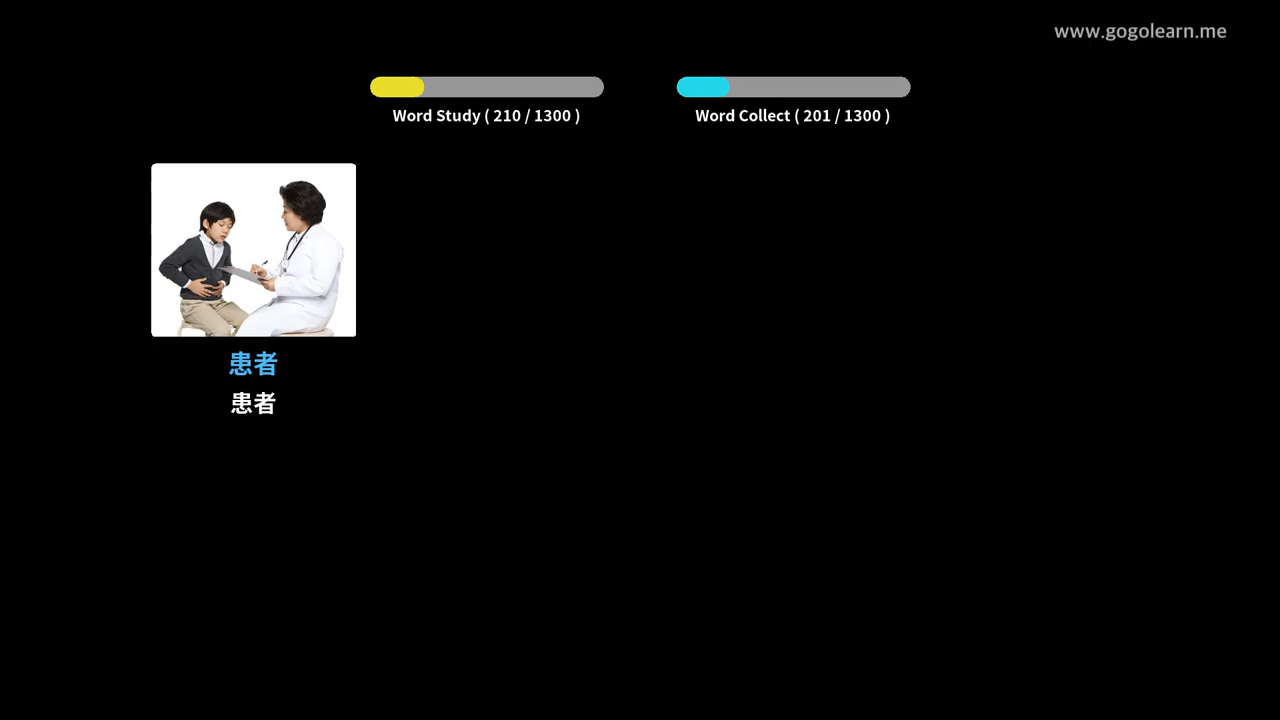 www.gogolearn.me
Word Study ( 210 / 1300 )
Word Collect ( 201 / 1300 )
患者
患者